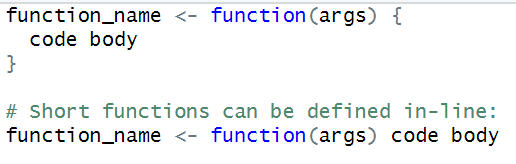 function_name <- function(args) {
  code body
}
# Short functions can be defined in-line:
function_name <- function(args) code body